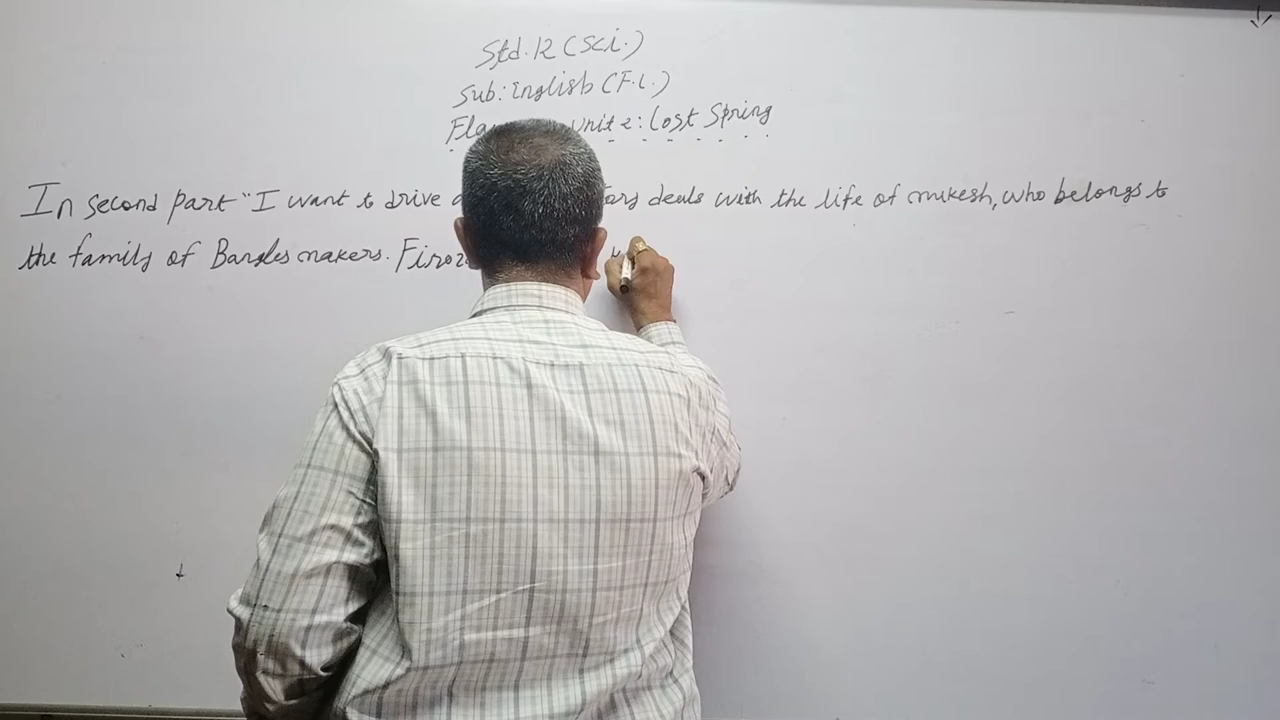 Std.12 (Sci.)
Sub: English (F.L.)
Fla unit 2: Lost Spring
In second part "I want to drive deals with the life of mukesh, who belongs to
the family of Bangles makers. Firoz